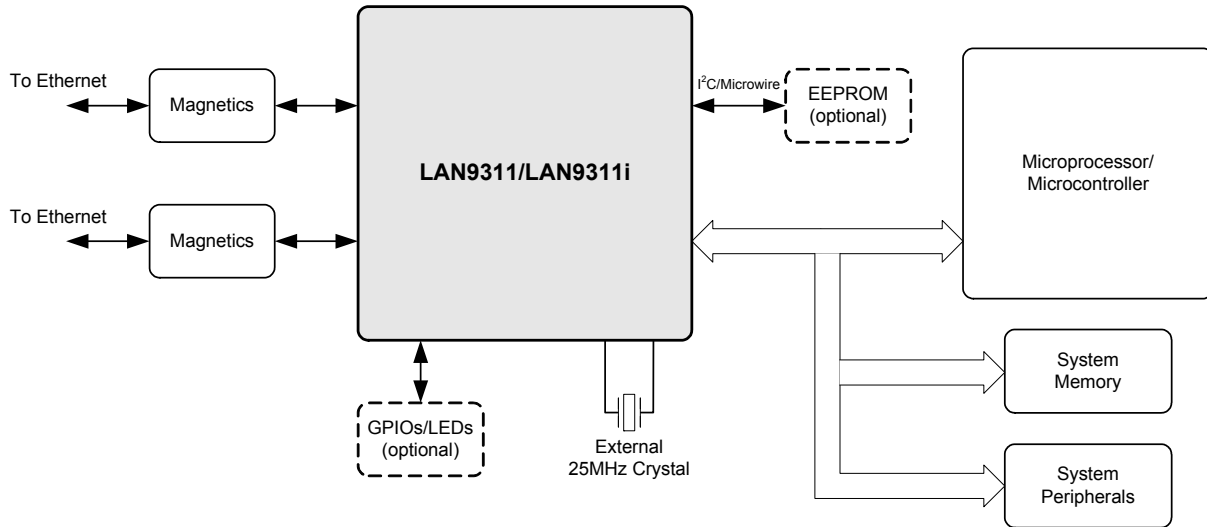 To Ethernet
Magnetics
To Ethernet
Magnetics
LAN9311/LAN9311i
I²C/Microwire
EEPROM
(optional)
Microprocessor/
Microcontroller
GPIOs/LEDs
(optional)
External
25MHz Crystal
System
Memory
System
Peripherals